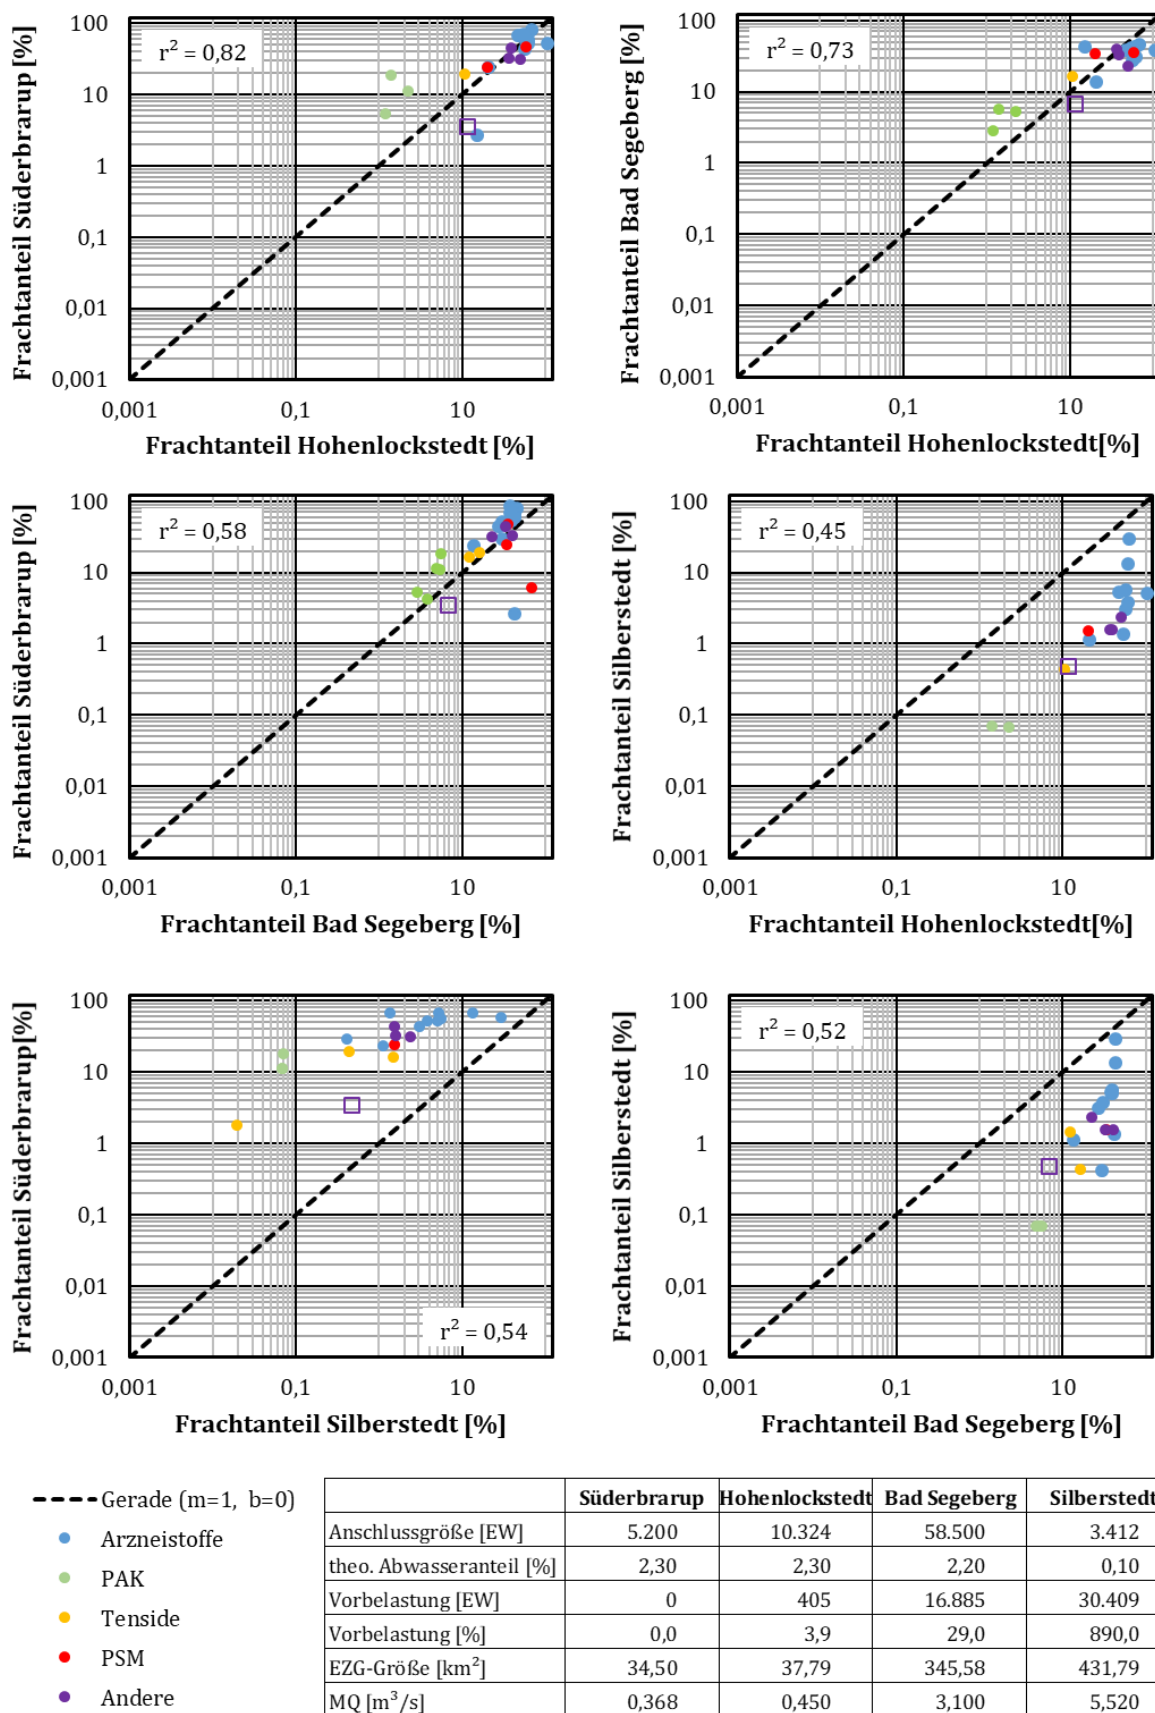 Frachtanteil Süderbrarup [%]
100
10
1
0,1
0,01
0,001
r² = 0,82
0,001 0,1 10
Frachtanteil Hohenlockstedt [%]
Frachtanteil Bad Segeberg [%]
100
10
1
0,1
0,01
0,001
r² = 0,73
0,001 0,1 10
Frachtanteil Hohenlockstedt[%]
Frachtanteil Süderbrarup [%]
100
10
1
0,1
0,01
0,001
r² = 0,58
0,001 0,1 10
Frachtanteil Bad Segeberg [%]
Frachtanteil Silberstedt [%]
100
10
1
0,1
0,01
0,001
r² = 0,45
0,001 0,1 10
Frachtanteil Hohenlockstedt[%]
Frachtanteil Süderbrarup[%]
100
10
1
0,1
0,01
0,001
r² = 0,54
0,001 0,1 10
Frachtanteil Silberstedt [%]
Frachtanteil Silberstedt [%]
100
10
1
0,1
0,01
0,001
r² = 0,52
0,001 0,1 10
Frachtanteil Bad Segeberg [%]
Gerade (m=1, b=0)
Arzneistoffe
PAK
Tenside
PSM
Andere
Süderbrarup Hohenlockstedt Bad Segeberg Silberstedt
Anschlussgröße [EW] 5.200 10.324 58.500 3.412
theo. Abwasseranteil [%] 2,30 2,30 2,20 0,10
Vorbelastung [EW] 0 405 16.885 30.409
Vorbelastung [%] 0,0 3,9 29,0 890,0
EZG-Größe [km²] 34,50 37,79 345,58 431,79
MQ [m³/s] 0,368 0,450 3,100 5,520